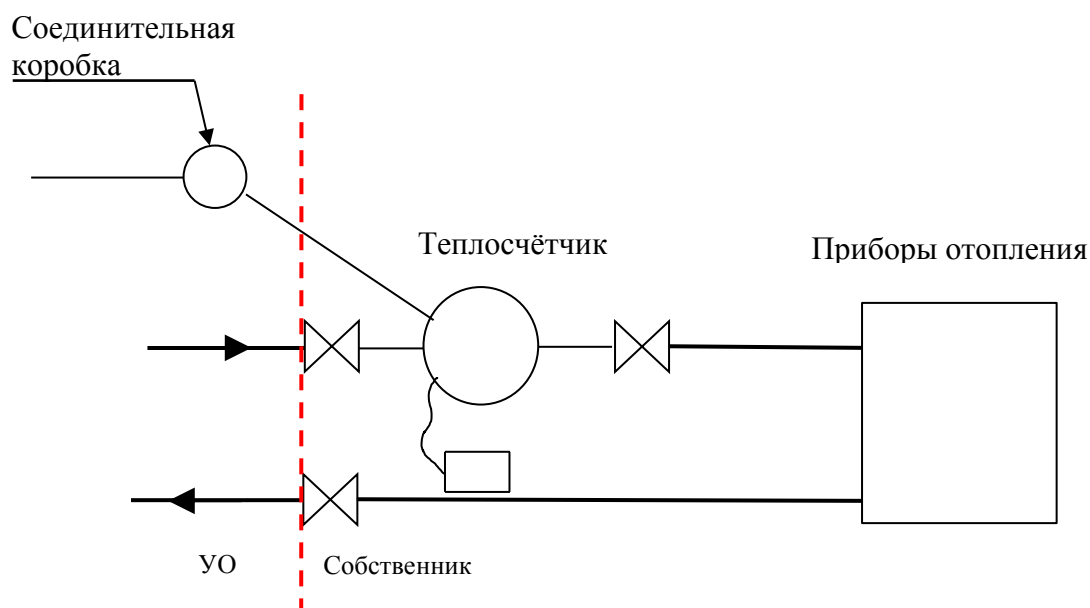 Соединительная
коробка
Теплосчётчик
Приборы отопления
УО
Собственник